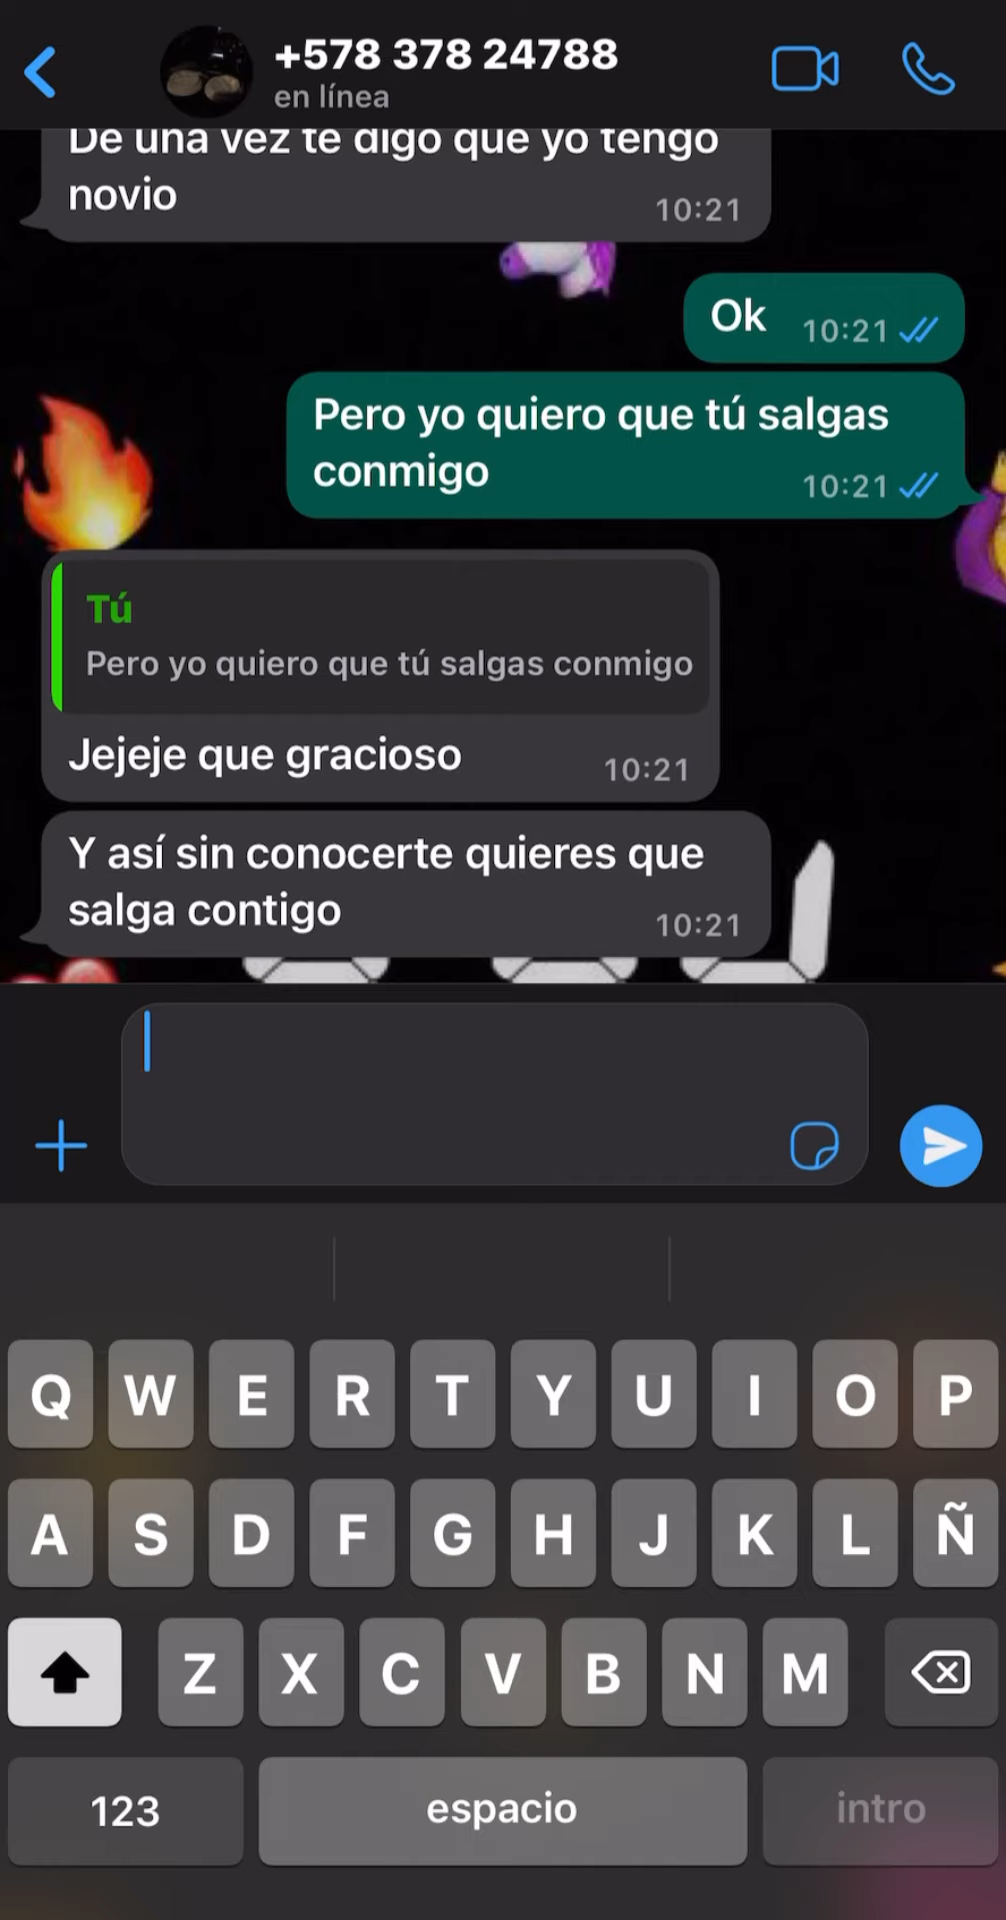 +578 378 24788
en línea
De una vez te digo que yo tengo
novio
10:21
Ok
10:21
Pero yo quiero que tú salgas
conmigo
10:21
Tú
Pero yo quiero que tú salgas conmigo
Jejeje que gracioso
10:21
Y así sin conocerte quieres que
salga contigo
10:21
Q W E R T Y U I O P
A S D F G H J K L Ñ
Z X C V B N M
123 espacio intro